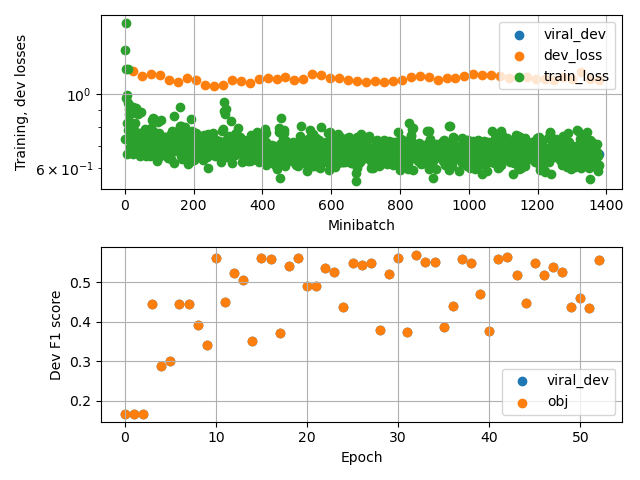 Training, dev losses
10⁰
6 × 10⁻¹
viral_dev
dev_loss
train_loss
0 200 400 600 800 1000 1200 1400
Minibatch
Dev F1 score
0.5
0.4
0.3
0.2
viral_dev
obj
0 10 20 30 40 50
Epoch